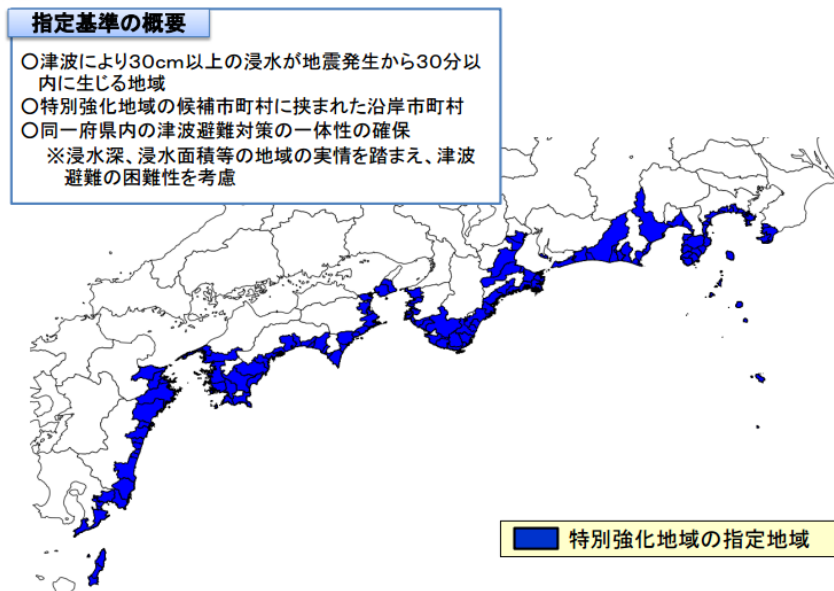 指定基準の概要
○津波により30cm以上の浸水が地震発生から30分以
内に生じる地域
○特別強化地域の候補市町村に挟まれた沿岸市町村
○同一府県内の津波避難対策の一体性の確保
※浸水深、浸水面積等の地域の実情を踏まえ、津波
避難の困難性を考慮
特別強化地域の指定地域